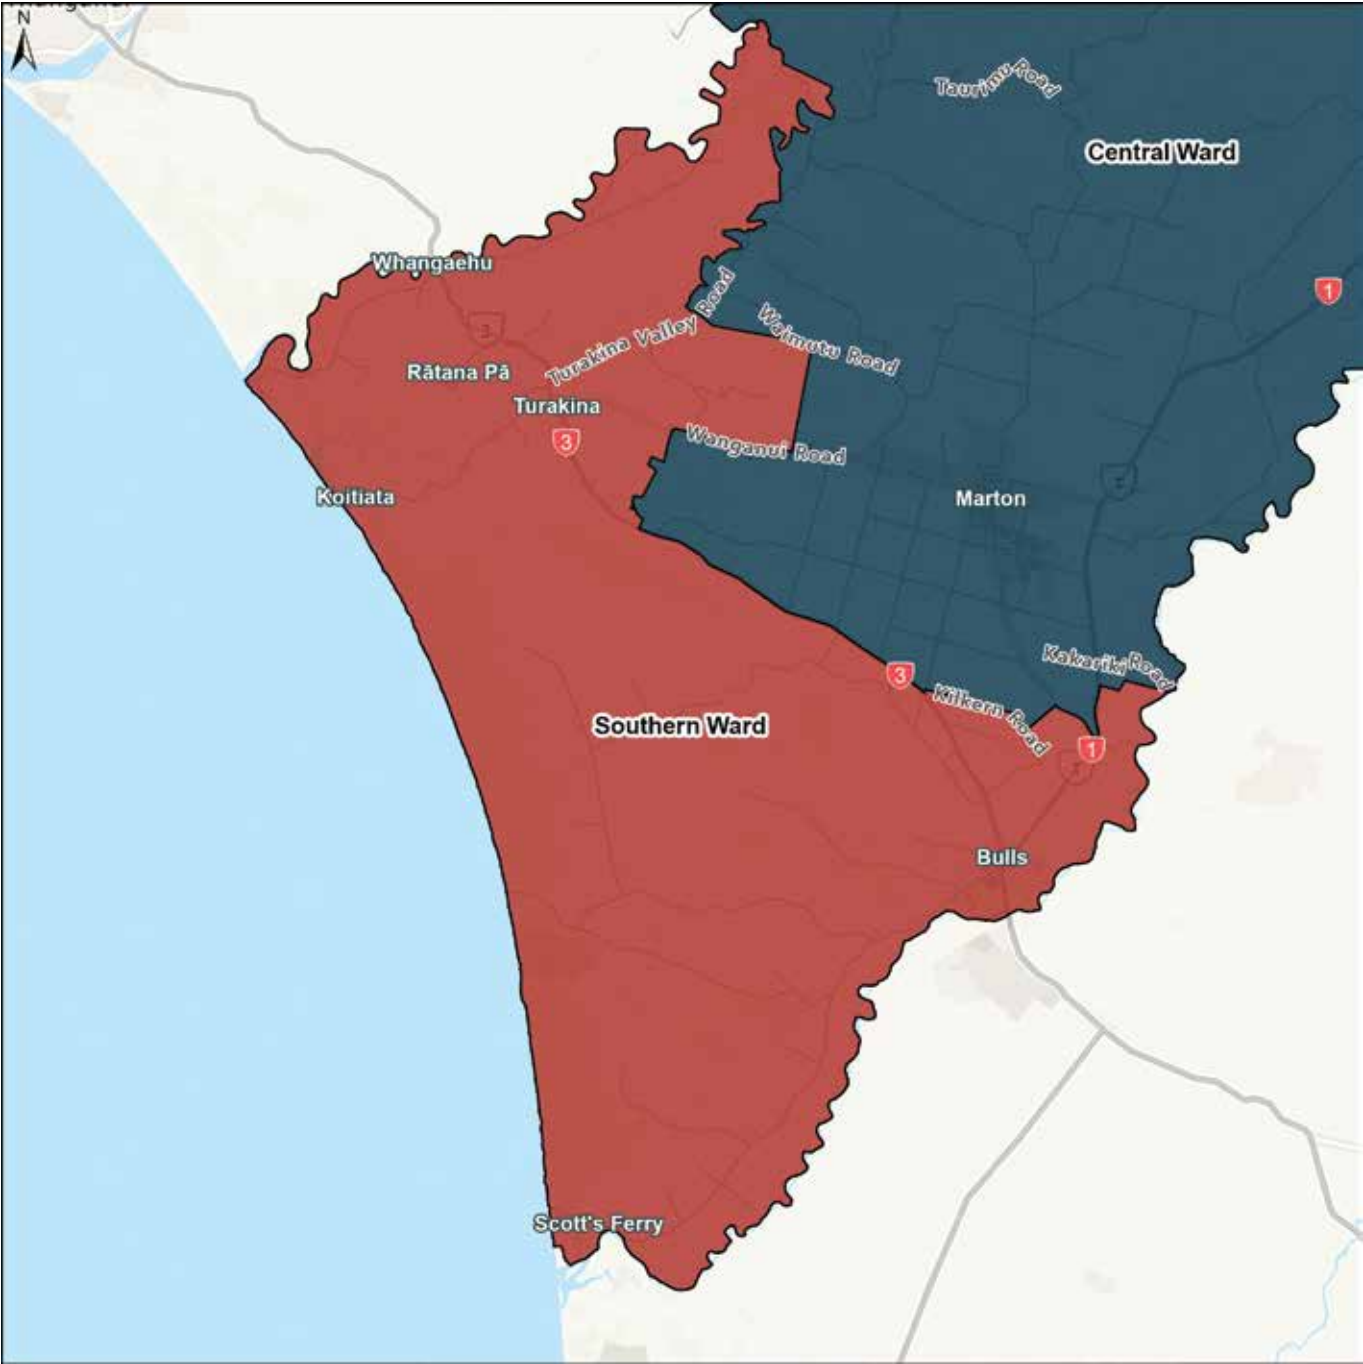 N
Taurimu Road
Central Ward
Whangaehu
1
3
Turakina Valley Road
Waimutu Road
Rātana Pā
Turakina
3
Wanganui Road
Koitiata
Marton
Kakariki Road
3
Kilkern Road
Southern Ward
1
Bulls
Scott's Ferry